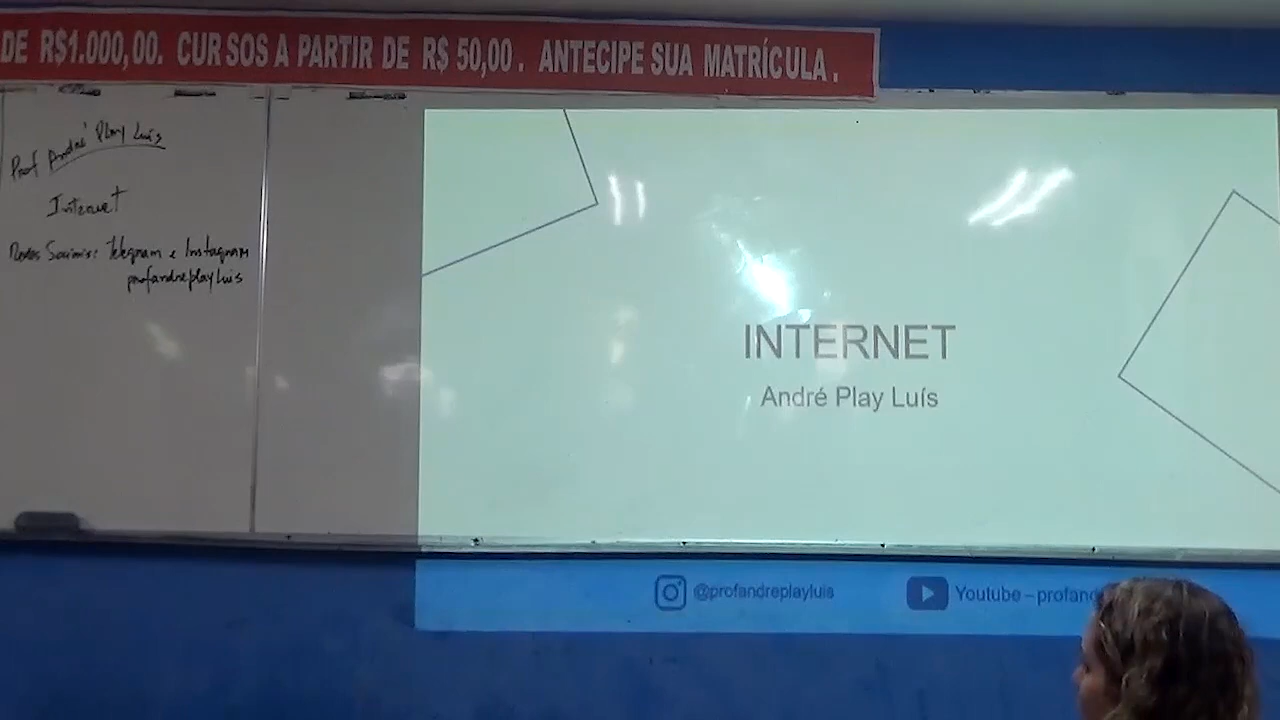 DE R$1.000,00. CURSOS A PARTIR DE R$ 50,00. ANTECIPE SUA MATRÍCULA.
Prof André Play Luís
Internet
Redes Sociais: Telegram e Instagram
profandreplayluis
INTERNET
André Play Luís
@profandreplayluis
Youtube – profand